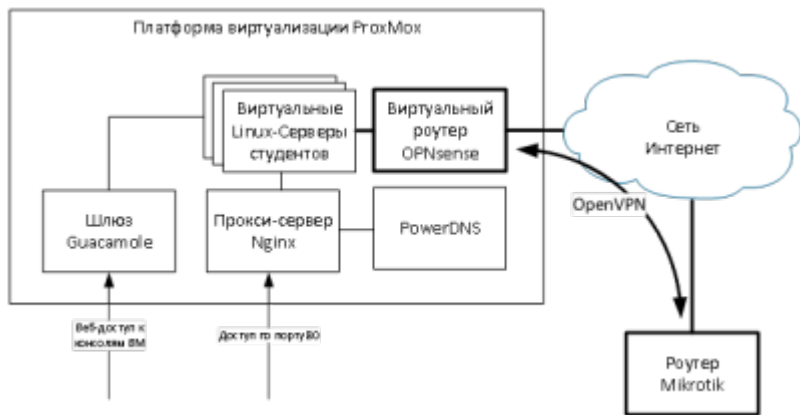 Платформа виртуализации ProxMox
Виртуальные
Linux-Серверы
студентов
Виртуальный
роутер
OPNsense
Сеть
Интернет
OpenVPN
Шлюз
Guacamole
Прокси-сервер
Nginx
PowerDNS
Веб-доступ к
консолям ВМ
Доступ по порту 80
Роутер
Mikrotik